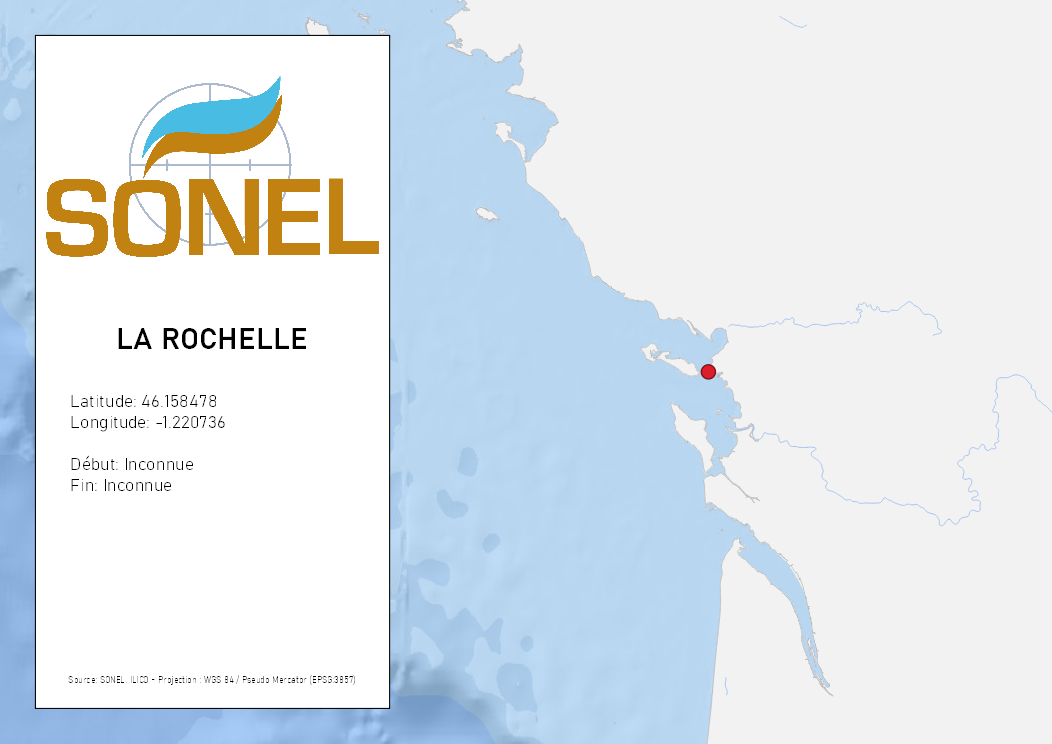 SONEL
LA ROCHELLE
Latitude: 46.158478
Longitude: -1.220736
Début: Inconnue
Fin: Inconnue
Source: SONEL, ILICO - Projection : WGS 84 / Pseudo Mercator (EPSG:3857)